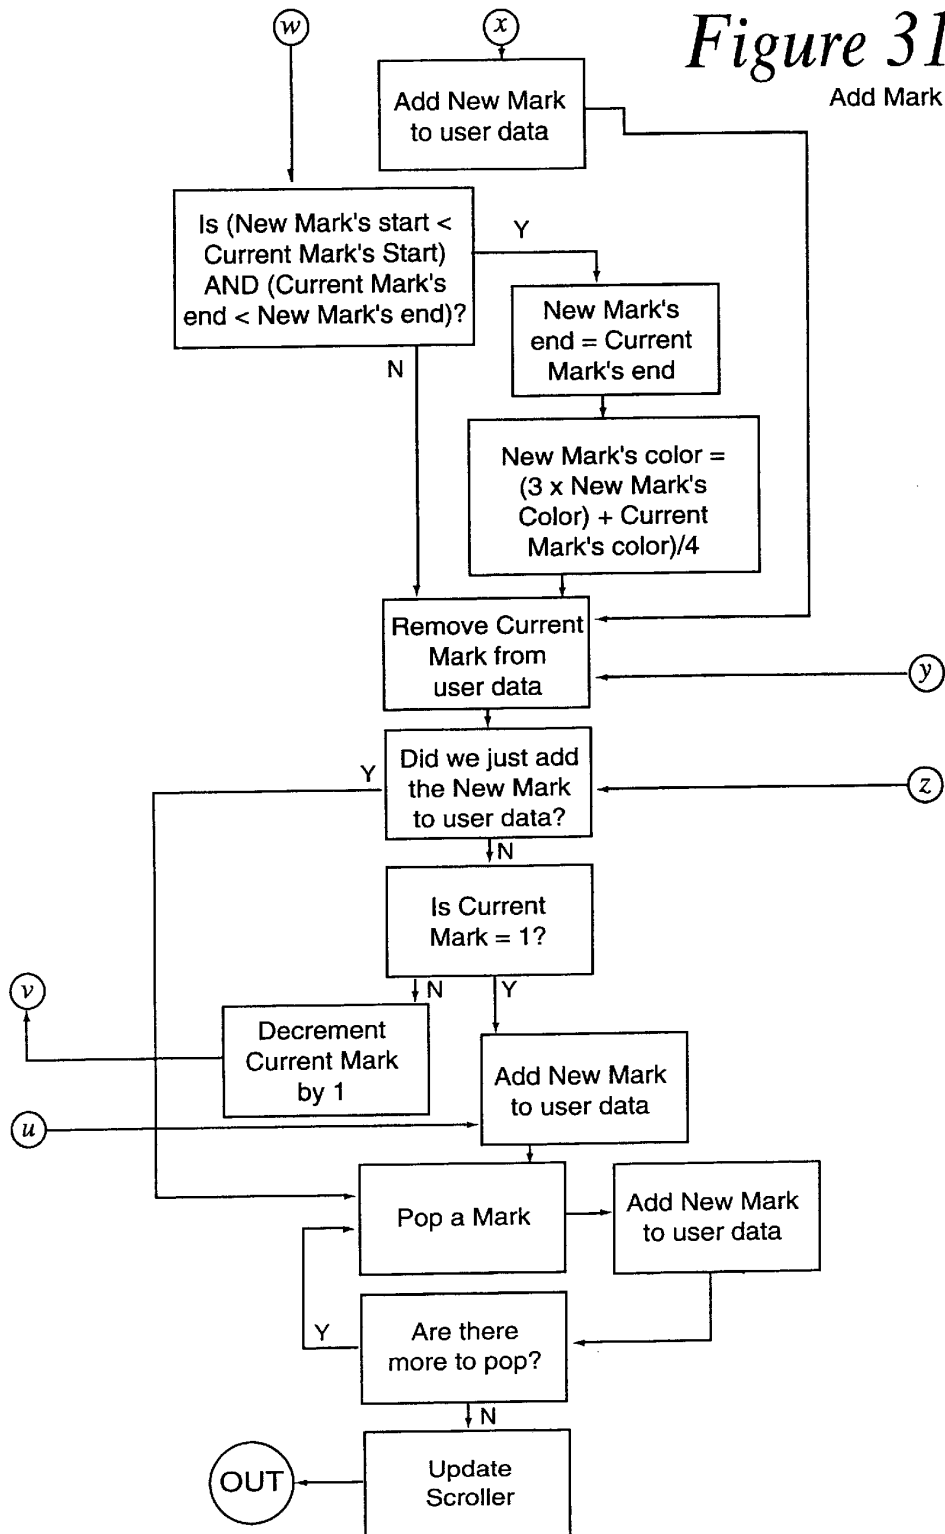 w
x
Figure 31
Add Mark
Add New Mark
to user data
Is (New Mark's start <
Current Mark's Start)
AND (Current Mark's
end < New Mark's end)?
Y
N
New Mark's
end = Current
Mark's end
New Mark's color =
(3 x New Mark's
Color) + Current
Mark's color)/4
Remove Current
Mark from
user data
y
Did we just add
the New Mark
to user data?
Y
z
N
Is Current
Mark = 1?
N
Y
v
Decrement
Current Mark
by 1
Add New Mark
to user data
u
Pop a Mark
Add New Mark
to user data
Are there
more to pop?
Y
N
Update
Scroller
OUT